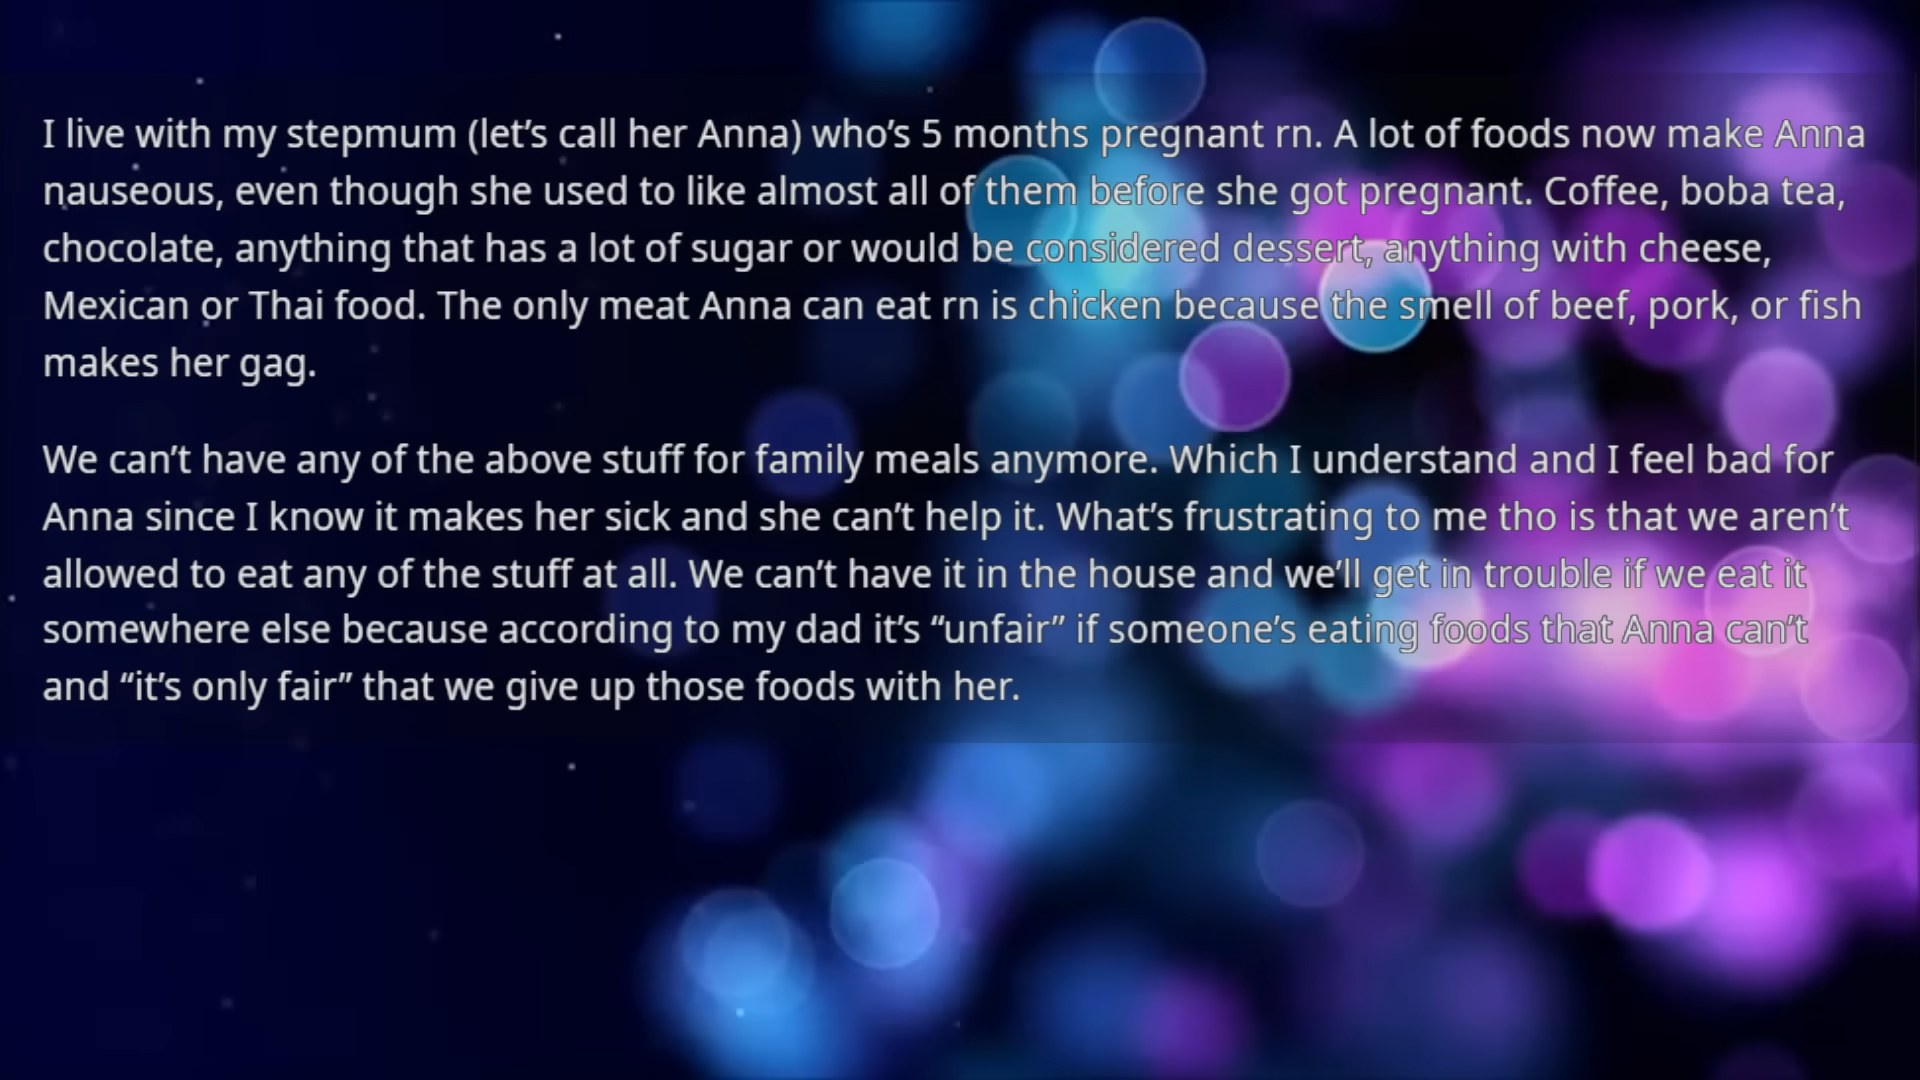 I live with my stepmum (let’s call her Anna) who’s 5 months pregnant rn. A lot of foods now make Anna
nauseous, even though she used to like almost all of them before she got pregnant. Coffee, boba tea,
chocolate, anything that has a lot of sugar or would be considered dessert, anything with cheese,
Mexican or Thai food. The only meat Anna can eat rn is chicken because the smell of beef, pork, or fish
makes her gag.
We can’t have any of the above stuff for family meals anymore. Which I understand and I feel bad for
Anna since I know it makes her sick and she can’t help it. What’s frustrating to me tho is that we aren’t
allowed to eat any of the stuff at all. We can’t have it in the house and we’ll get in trouble if we eat it
somewhere else because according to my dad it’s “unfair” if someone’s eating foods that Anna can’t
and “it’s only fair” that we give up those foods with her.